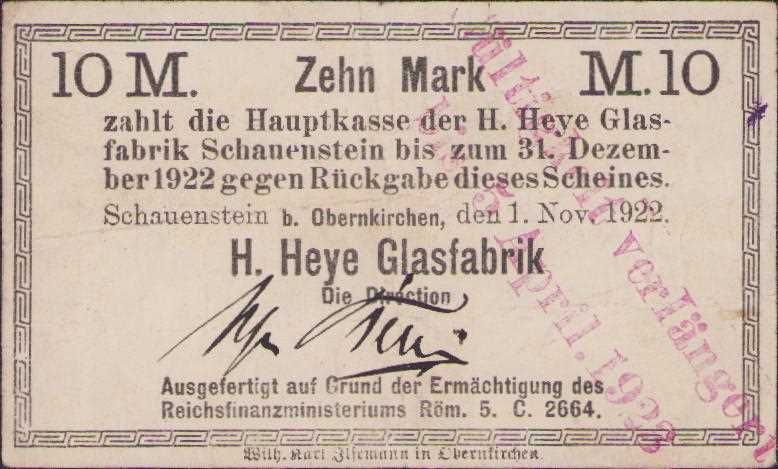 10 M. Zehn Mark M. 10
zahlt die Hauptkasse der H. Heye Glas-
fabrik Schauenstein bis zum 31. Dezem-
ber 1922 gegen Rückgabe dieses Scheines.
Schauenstein b. Obernkirchen, den 1. Nov. 1922.
H. Heye Glasfabrik
Die Direction
Ausgefertigt auf Grund der Ermächtigung des
Reichsfinanzministeriums Röm. 5. C. 2664.
Wilh. Karl Ilsemann in Obernkirchen.
Gültigkeit verlängert
April. 1923